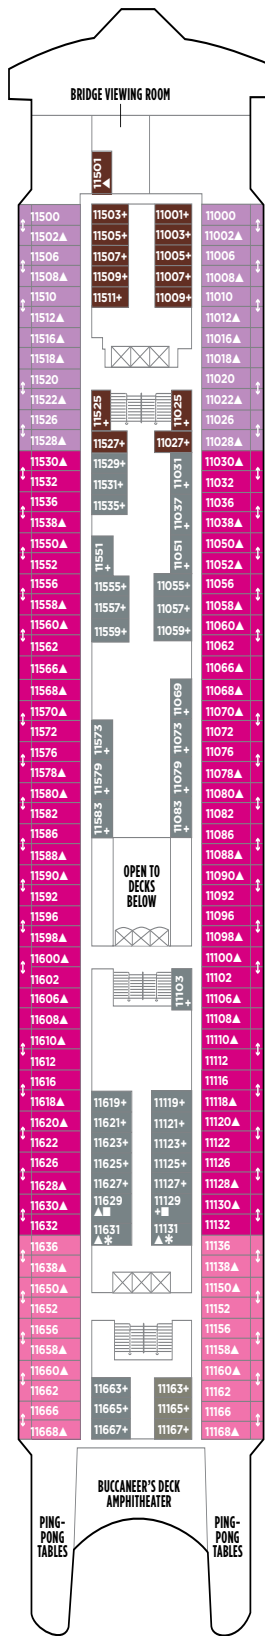 BRIDGE VIEWING ROOM
11501◀
11500 11503+ 11001+ 11000
11502▲ 11505+ 11003+ 11002▲
11506 11507+ 11005+ 11006
11508▲ 11509+ 11007+ 11008▲
11510 11511+ 11009+ 11010
11512▲ 11012▲
11516▲ 11016▲
11518▲ 11018▲
11520 11020
11522▲ 11525+ 11025+ 11022▲
11526 11026
11528▲ 11527+ 11027+ 11028▲
11530▲ 11529+ 11031+ 11030▲
11532 11531+ 11032
11536 11535+ 11037+ 11036
11538▲ 11038▲
11550▲ 11551+ 11051+ 11050▲
11552 11052▲
11556 11555+ 11055+ 11056
11558▲ 11557+ 11057+ 11058▲
11560▲ 11559+ 11059+ 11060▲
11562 11062
11566▲ 11066▲
11568▲ 11069+ 11068▲
11570▲ 11070▲
11572 11573+ 11073+ 11072
11576 11076
11578▲ 11579+ 11079+ 11078▲
11580▲ 11080▲
11582 11583+ 11083+ 11082
11586 11086
11588▲ 11088▲
11590▲ OPEN TO 11090▲
11592 DECKS 11092
11596 BELOW 11096
11598▲ 11098▲
11600▲ 11100▲
11602 11103+ 11102
11606▲ 11106▲
11608▲ 11108▲
11610▲ 11110▲
11612 11112
11616 11116
11618▲ 11619+ 11119+ 11118▲
11620▲ 11621+ 11121+ 11120▲
11622 11623+ 11123+ 11122
11626 11625+ 11125+ 11126
11628▲ 11627+ 11127+ 11128▲
11630▲ 11629▲■ 11129+■ 11130▲
11632 11631▲✱ 11131▲✱ 11132
11636 11136
11638▲ 11138▲
11650▲ 11150▲
11652 11152
11656 11156
11658▲ 11158▲
11660▲ 11160▲
11662 11663+ 11163+ 11162
11666 11665+ 11165+ 11166
11668▲ 11667+ 11167+ 11168▲
BUCCANEER'S DECK
AMPHITHEATER
PING-
PONG
TABLES
PING-
PONG
TABLES